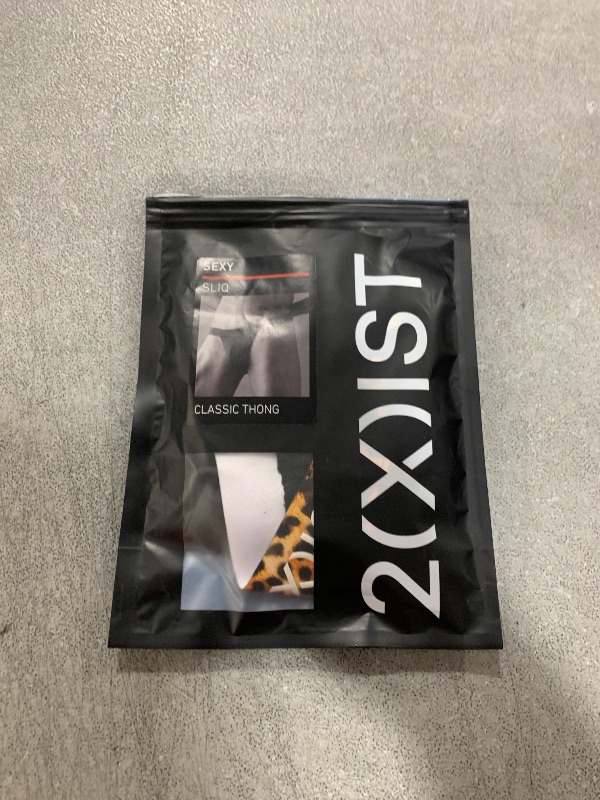 SEXY
SLIQ
CLASSIC THONG
2(X)IST